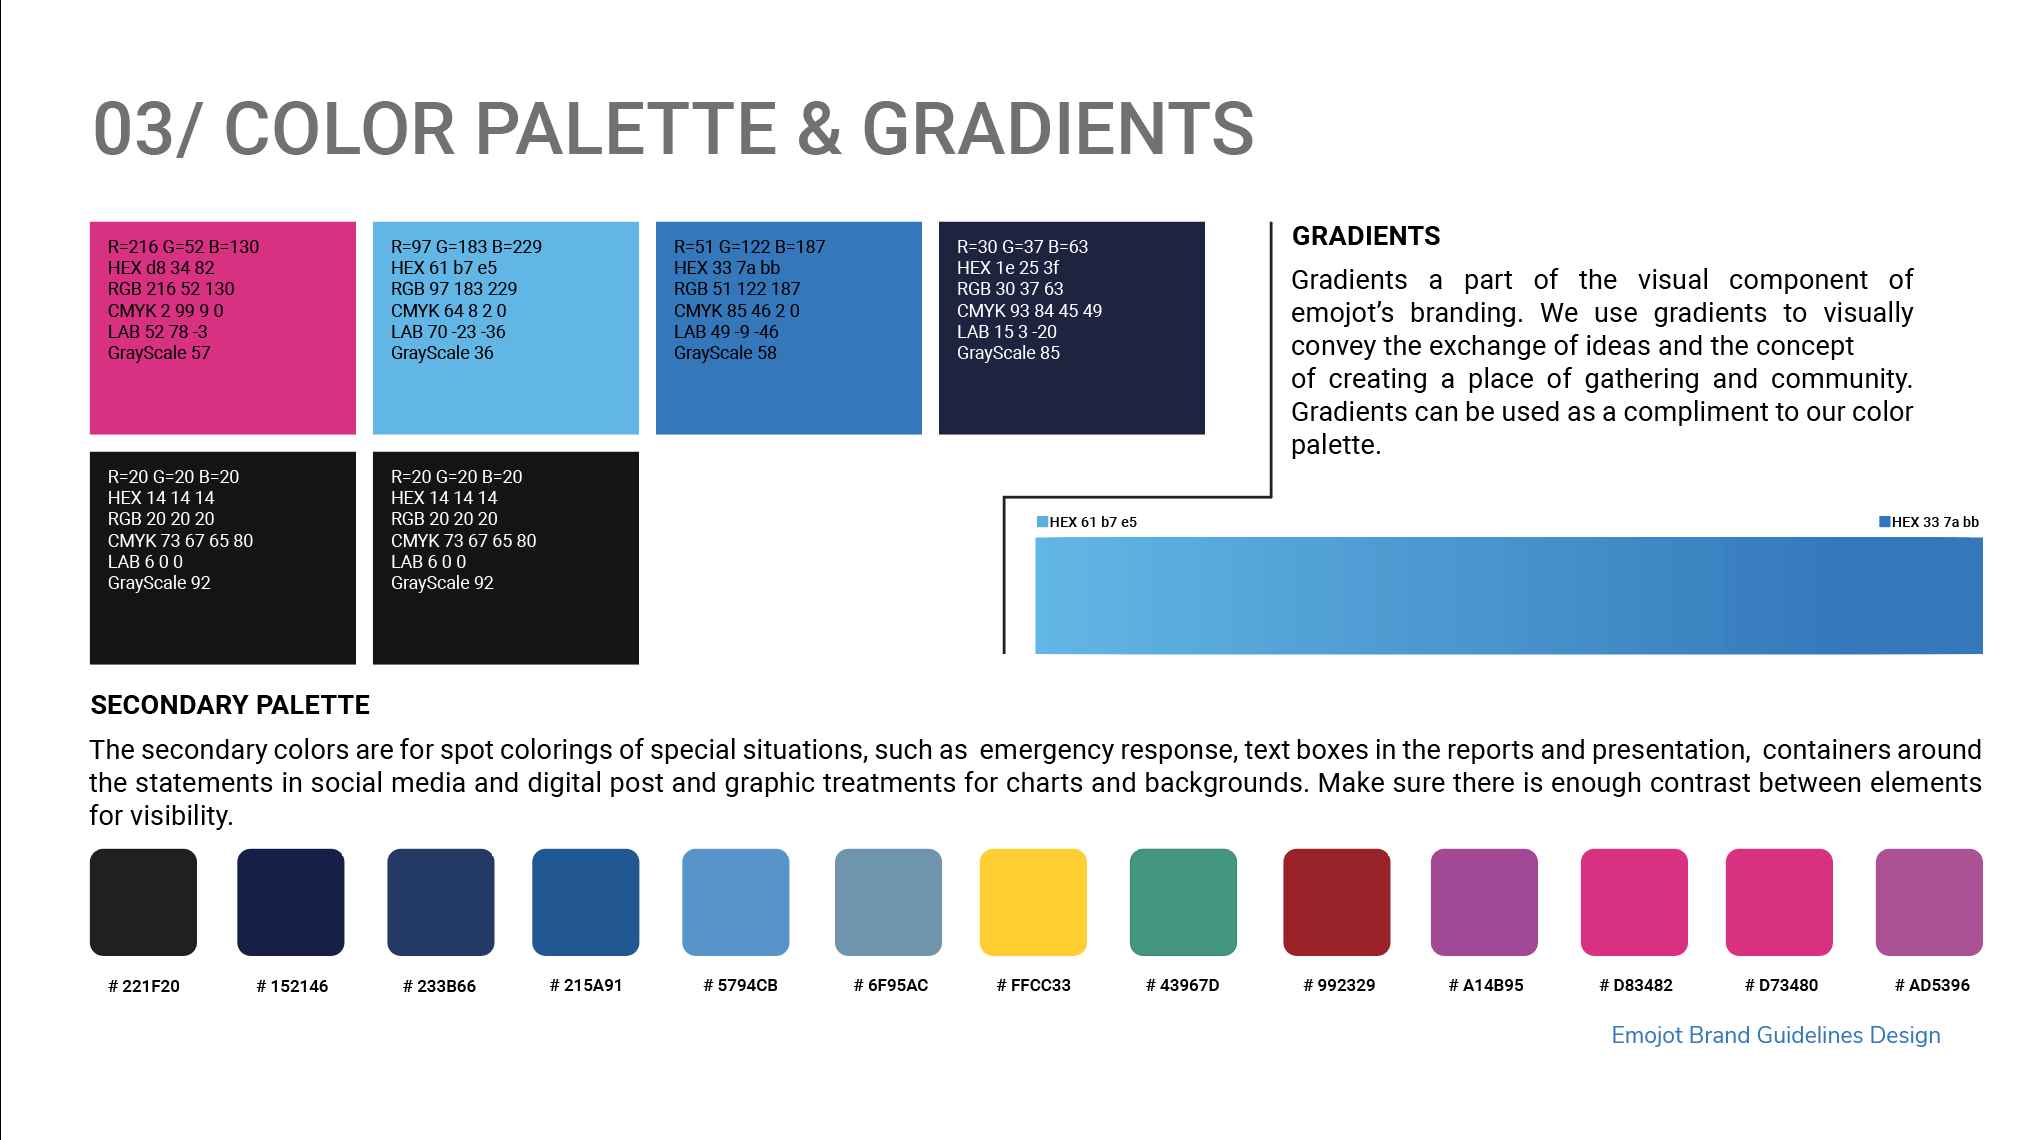 03/ COLOR PALETTE & GRADIENTS
R=216 G=52 B=130
HEX d8 34 82
RGB 216 52 130
CMYK 2 99 9 0
LAB 52 78 -3
GrayScale 57
R=97 G=183 B=229
HEX 61 b7 e5
RGB 97 183 229
CMYK 64 8 2 0
LAB 70 -23 -36
GrayScale 36
R=51 G=122 B=187
HEX 33 7a bb
RGB 51 122 187
CMYK 85 46 2 0
LAB 49 -9 -46
GrayScale 58
R=30 G=37 B=63
HEX 1e 25 3f
RGB 30 37 63
CMYK 93 84 45 49
LAB 15 3 -20
GrayScale 85
R=20 G=20 B=20
HEX 14 14 14
RGB 20 20 20
CMYK 73 67 65 80
LAB 6 0 0
GrayScale 92
R=20 G=20 B=20
HEX 14 14 14
RGB 20 20 20
CMYK 73 67 65 80
LAB 6 0 0
GrayScale 92
GRADIENTS
Gradients a part of the visual component of
emojot’s branding. We use gradients to visually
convey the exchange of ideas and the concept
of creating a place of gathering and community.
Gradients can be used as a compliment to our color
palette.
HEX 61 b7 e5
HEX 33 7a bb
SECONDARY PALETTE
The secondary colors are for spot colorings of special situations, such as emergency response, text boxes in the reports and presentation, containers around
the statements in social media and digital post and graphic treatments for charts and backgrounds. Make sure there is enough contrast between elements
for visibility.
# 221F20
# 152146
# 233B66
# 215A91
# 5794CB
# 6F95AC
# FFCC33
# 43967D
# 992329
# A14B95
# D83482
# D73480
# AD5396
Emojot Brand Guidelines Design